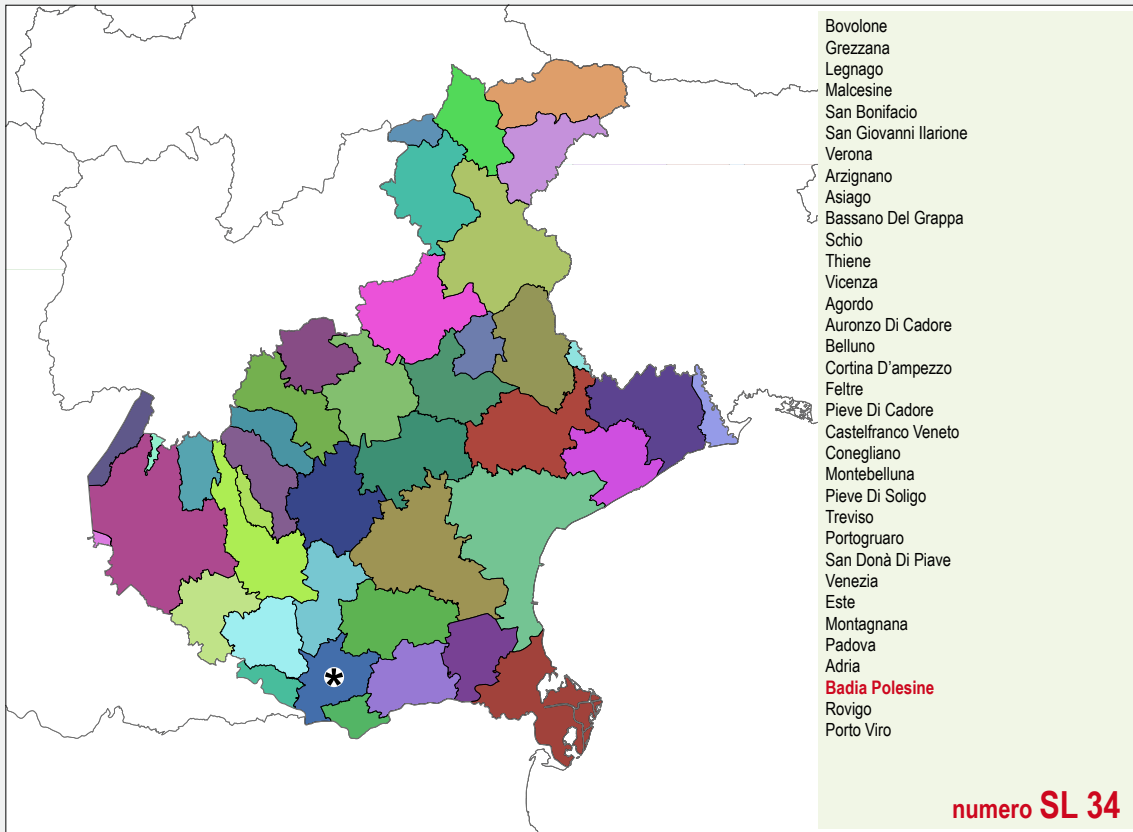 Bovolone
Grezzana
Legnago
Malcesine
San Bonifacio
San Giovanni Ilarione
Verona
Arzignano
Asiago
Bassano Del Grappa
Schio
Thiene
Vicenza
Agordo
Auronzo Di Cadore
Belluno
Cortina D'ampezzo
Feltre
Pieve Di Cadore
Castelfranco Veneto
Conegliano
Montebelluna
Pieve Di Soligo
Treviso
Portogruaro
San Donà Di Piave
Venezia
Este
Montagnana
Padova
Adria
Badia Polesine
Rovigo
Porto Viro
numero SL 34
*